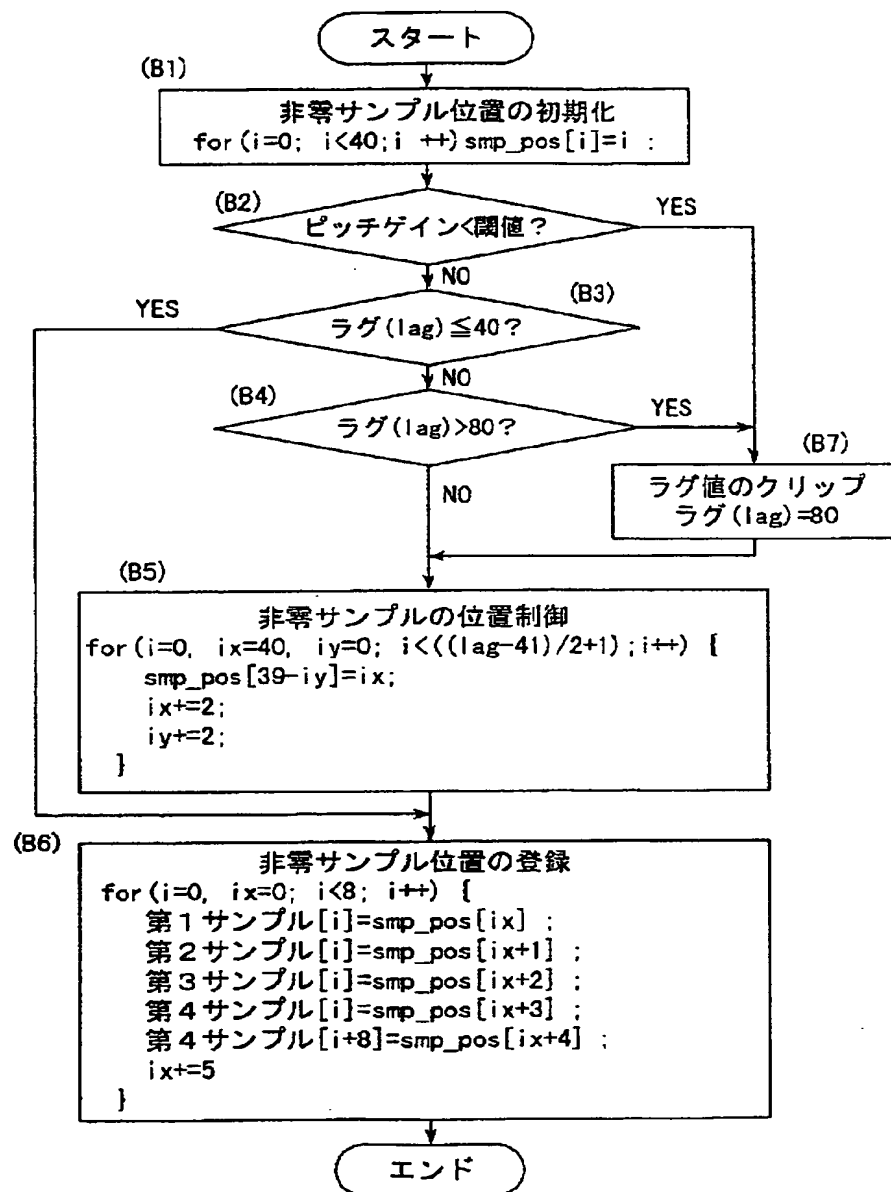 スタート
(B1)
非零サンプル位置の初期化
for(i=0; i<40;i ++)smp_pos[i]=i ;
(B2)
ピッチゲイン<閾値?
YES
NO
(B3)
YES
ラグ(lag)≦40?
NO
(B4)
ラグ(lag)>80?
YES
(B7)
NO
ラグ値のクリップ
ラグ(lag)=80
(B5)
非零サンプルの位置制御
for(i=0, ix=40, iy=0; i<((lag-41)/2+1);i++) {
smp_pos[39-iy]=ix;
ix+=2;
iy+=2;
}
(B6)
非零サンプル位置の登録
for(i=0, ix=0; i<8; i++) {
第1サンプル[i]=smp_pos[ix] ;
第2サンプル[i]=smp_pos[ix+1] ;
第3サンプル[i]=smp_pos[ix+2] ;
第4サンプル[i]=smp_pos[ix+3] ;
第4サンプル[i+8]=smp_pos[ix+4] ;
ix+=5
}
エンド